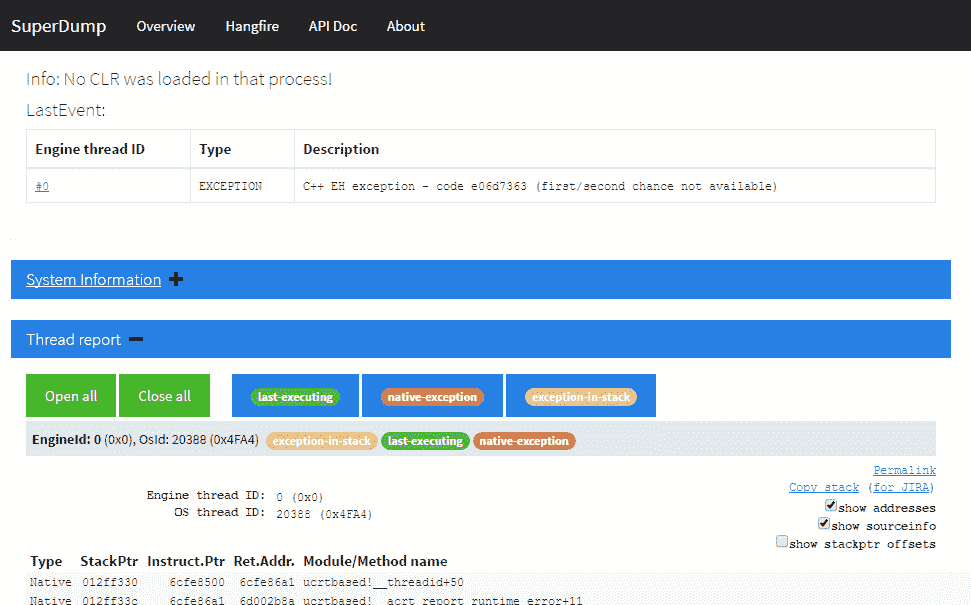 SuperDump Overview Hangfire API Doc About
Info: No CLR was loaded in that process!
LastEvent:
Engine thread ID Type Description
#0 EXCEPTION C++ EH exception - code e06d7363 (first/second chance not available)
System Information
Thread report
Open all Close all last-executing native-exception exception-in-stack
EngineId: 0 (0x0), OsId: 20388 (0x4FA4) exception-in-stack last-executing native-exception
Permalink
Copy stack (for JIRA)
Engine thread ID: 0 (0x0)
show addresses
OS thread ID: 20388 (0x4FA4)
show sourceinfo
show stackptr offsets
Type StackPtr Instruct.Ptr Ret.Addr. Module/Method name
Native 012ff330 6cfe8500 6cfe86a1 ucrtbased!__threadid+50
Native 012ff33c 6cfe86a1 6d002b8a ucrtbased!__acrt_report_runtime_error+11